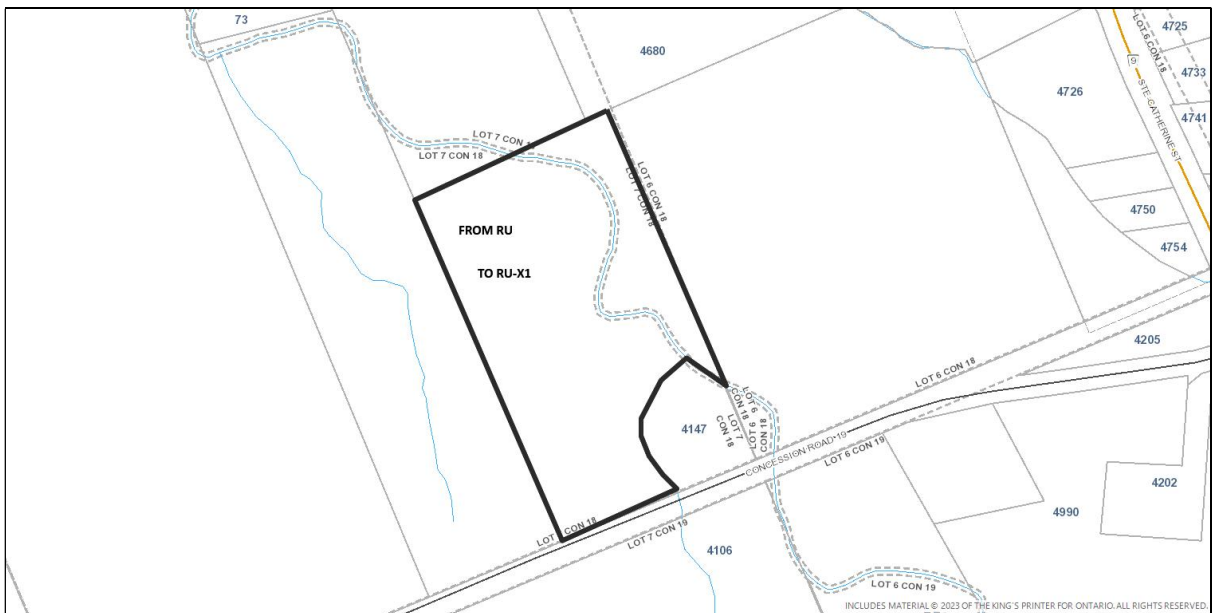 73
4680
4725
LOT 6 CON 18
4733
4741
STE CATHERINE ST
4726
LOT 7 CON 18
LOT 6 CON 18
LOT 7 CON 18
4750
4754
FROM RU
TO RU-X1
4205
LOT 6 CON 18
4147
LOT 7
CON 18
LOT 6
CON 18
LOT 6
CON 18
CONCESSION ROAD 19
LOT 6 CON 19
4202
4990
CON 18
LOT 7 CON 19
4106
LOT 6 CON 19
INCLUDES MATERIAL © 2023 OF THE KING'S PRINTER FOR ONTARIO. ALL RIGHTS RESERVED.